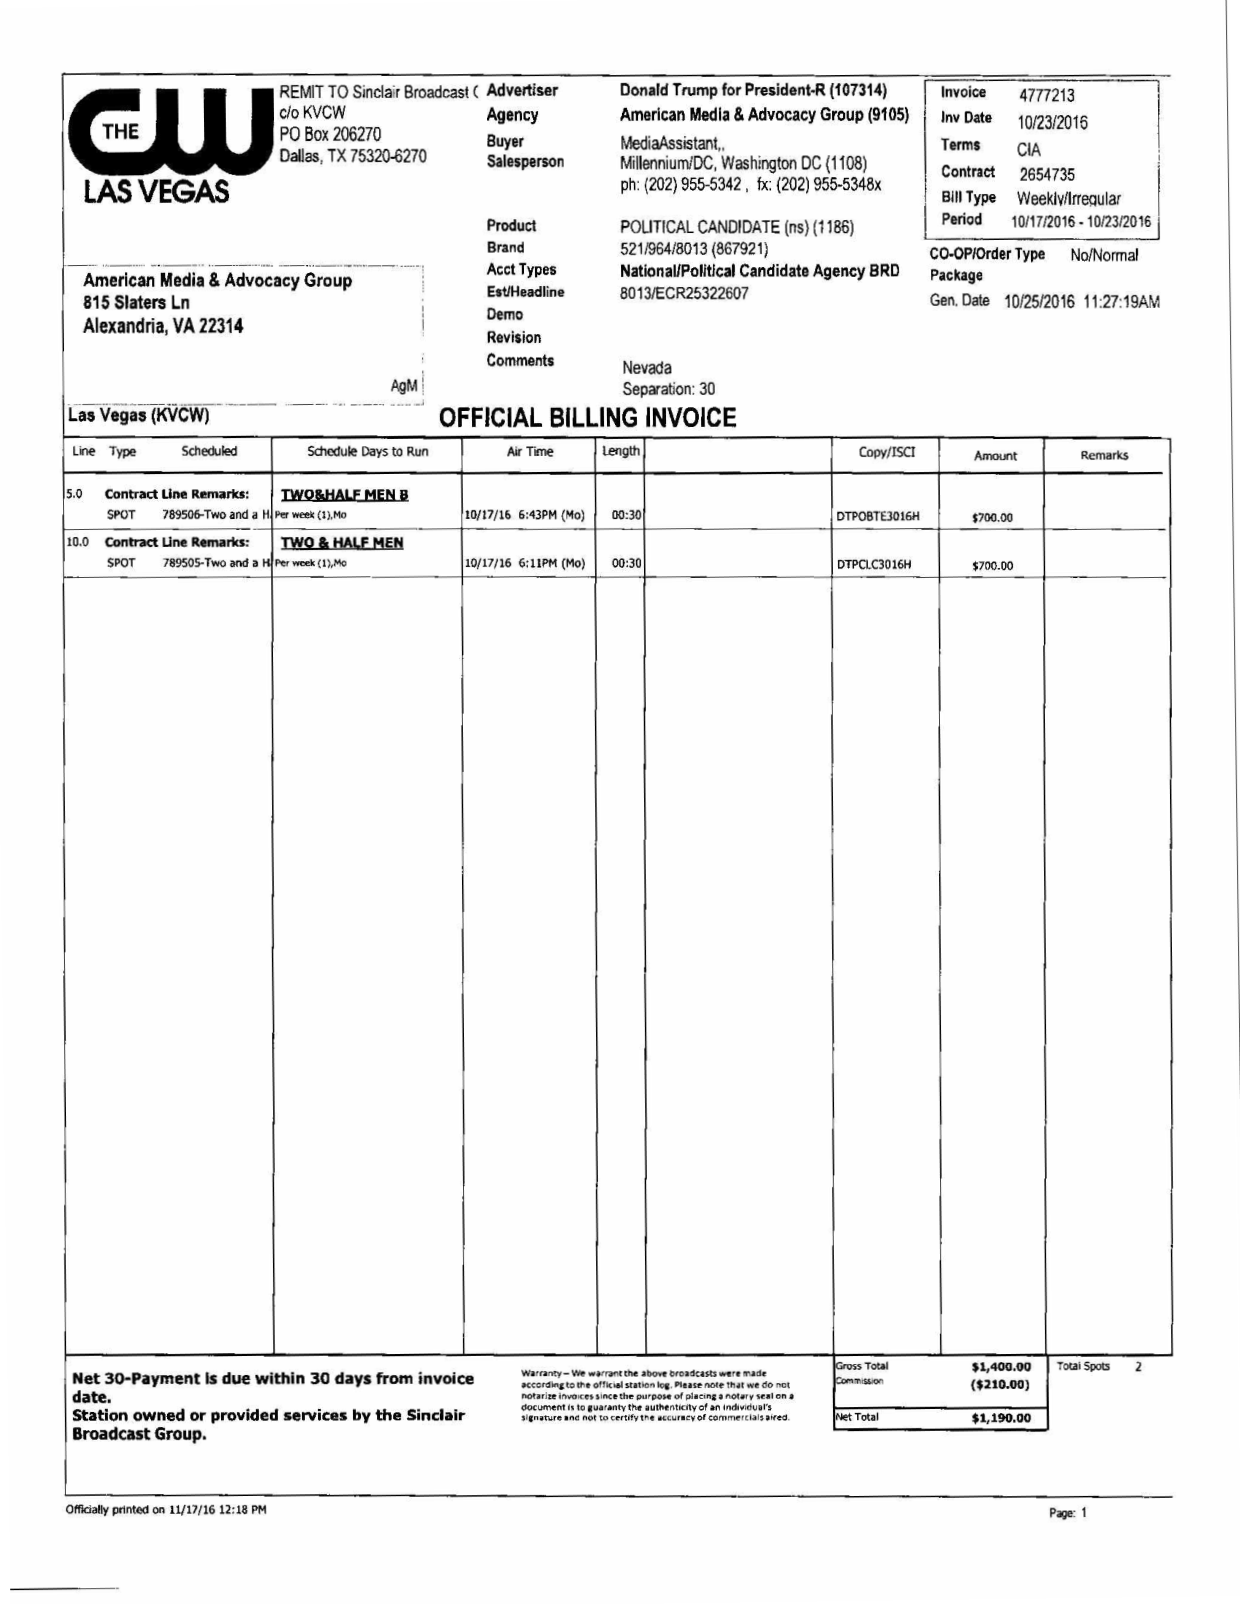 THE CW
LAS VEGAS
REMIT TO Sinclair Broadcast (
c/o KVCW
PO Box 206270
Dallas, TX 75320-6270
Advertiser Donald Trump for President-R (107314)
Agency American Media & Advocacy Group (9105)
Buyer MediaAssistant,,
Salesperson Millennium/DC, Washington DC (1108)
ph: (202) 955-5342 , fx: (202) 955-5348x
Product POLITICAL CANDIDATE (ns) (1186)
Brand 521/964/8013 (867921)
Acct Types National/Political Candidate Agency BRD
Est/Headline 8013/ECR25322607
Demo
Revision
Comments Nevada
Separation: 30
Invoice 4777213
Inv Date 10/23/2016
Terms CIA
Contract 2654735
Bill Type Weekly/Irregular
Period 10/17/2016 - 10/23/2016
CO-OP/Order Type No/Normal
Package
Gen. Date 10/25/2016 11:27:19AM
American Media & Advocacy Group
815 Slaters Ln
Alexandria, VA 22314
AgM
Las Vegas (KVCW)
OFFICIAL BILLING INVOICE
Line Type Scheduled Schedule Days to Run Air Time Length Copy/ISCI Amount Remarks
5.0 Contract Line Remarks: TWO&HALF MEN B
SPOT 789506-Two and a H Per week (1),Mo 10/17/16 6:43PM (Mo) 00:30 DTPOBTE3016H $700.00
10.0 Contract Line Remarks: TWO & HALF MEN
SPOT 789505-Two and a H Per week (1),Mo 10/17/16 6:11PM (Mo) 00:30 DTPCLC3016H $700.00
Net 30-Payment is due within 30 days from invoice
date.
Station owned or provided services by the Sinclair
Broadcast Group.
Warranty – We warrant the above broadcasts were made
according to the official station log. Please note that we do not
notarize invoices since the purpose of placing a notary seal on a
document is to guaranty the authenticity of an individual's
signature and not to certify the accuracy of commercials aired.
Gross Total $1,400.00 Total Spots 2
Commission ($210.00)
Net Total $1,190.00
Officially printed on 11/17/16 12:18 PM
Page: 1